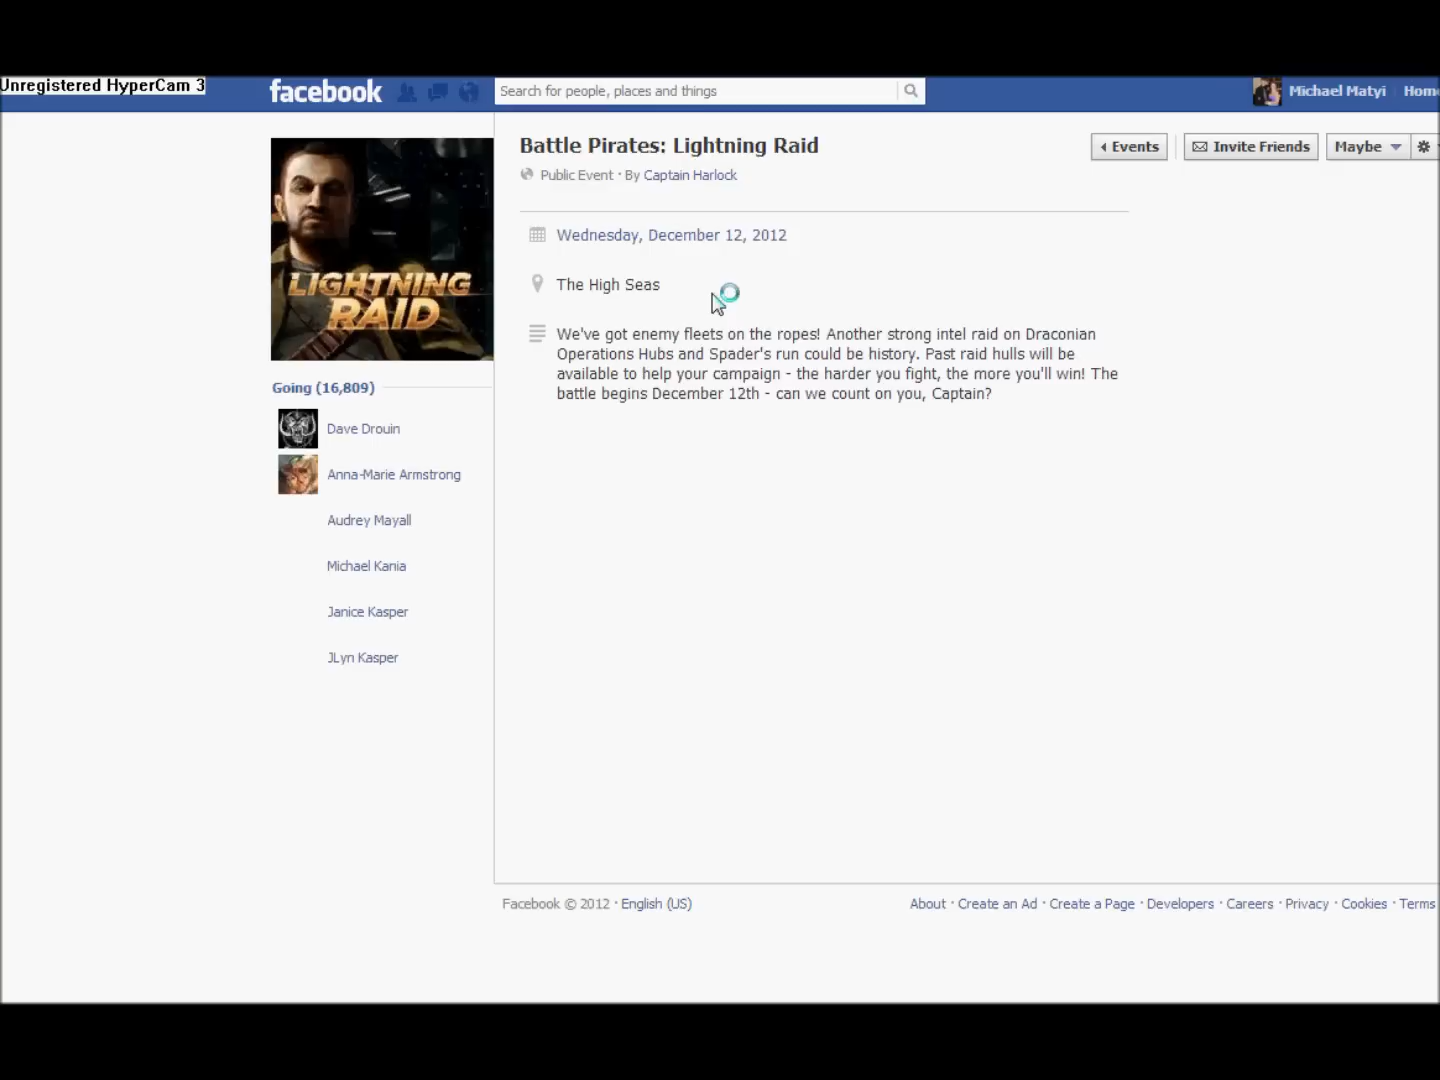 Unregistered HyperCam 3
facebook
Search for people, places and things
Michael Matyi
Home
Battle Pirates: Lightning Raid
Events
Invite Friends
Maybe
Public Event · By Captain Harlock
Wednesday, December 12, 2012
The High Seas
We've got enemy fleets on the ropes! Another strong intel raid on Draconian
Operations Hubs and Spader's run could be history. Past raid hulls will be
available to help your campaign - the harder you fight, the more you'll win! The
battle begins December 12th - can we count on you, Captain?
LIGHTNING
RAID
Going (16,809)
Dave Drouin
Anna-Marie Armstrong
Audrey Mayall
Michael Kania
Janice Kasper
JLyn Kasper
Facebook © 2012 · English (US)
About · Create an Ad · Create a Page · Developers · Careers · Privacy · Cookies · Terms